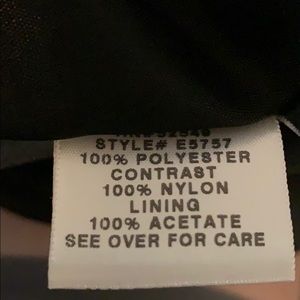 STYLE# E5757
100% POLYESTER
CONTRAST
100% NYLON
LINING
100% ACETATE
SEE OVER FOR CARE